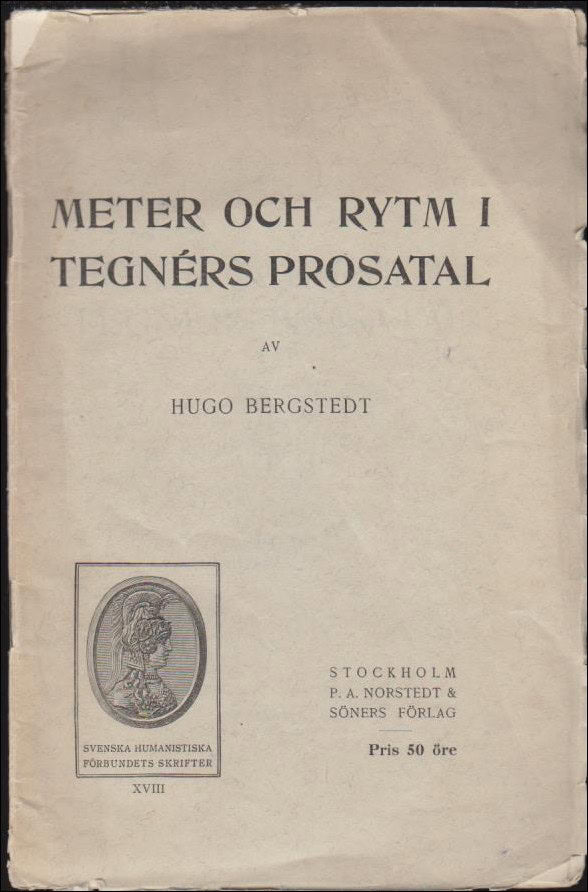 METER OCH RYTM I
TEGNÉRS PROSATAL
AV
HUGO BERGSTEDT
SVENSKA HUMANISTISKA
FÖRBUNDETS SKRIFTER
XVIII
STOCKHOLM
P. A. NORSTEDT &
SÖNERS FÖRLAG
Pris 50 öre